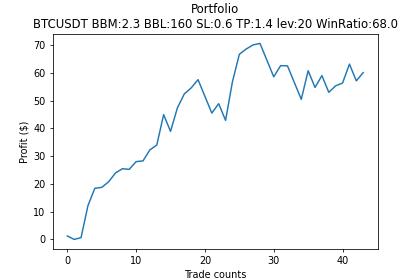 Portfolio
BTCUSDT BBM:2.3 BBL:160 SL:0.6 TP:1.4 lev:20 WinRatio:68.0
70
60
50
40
30
20
10
0
Profit ($)
0 10 20 30 40
Trade counts